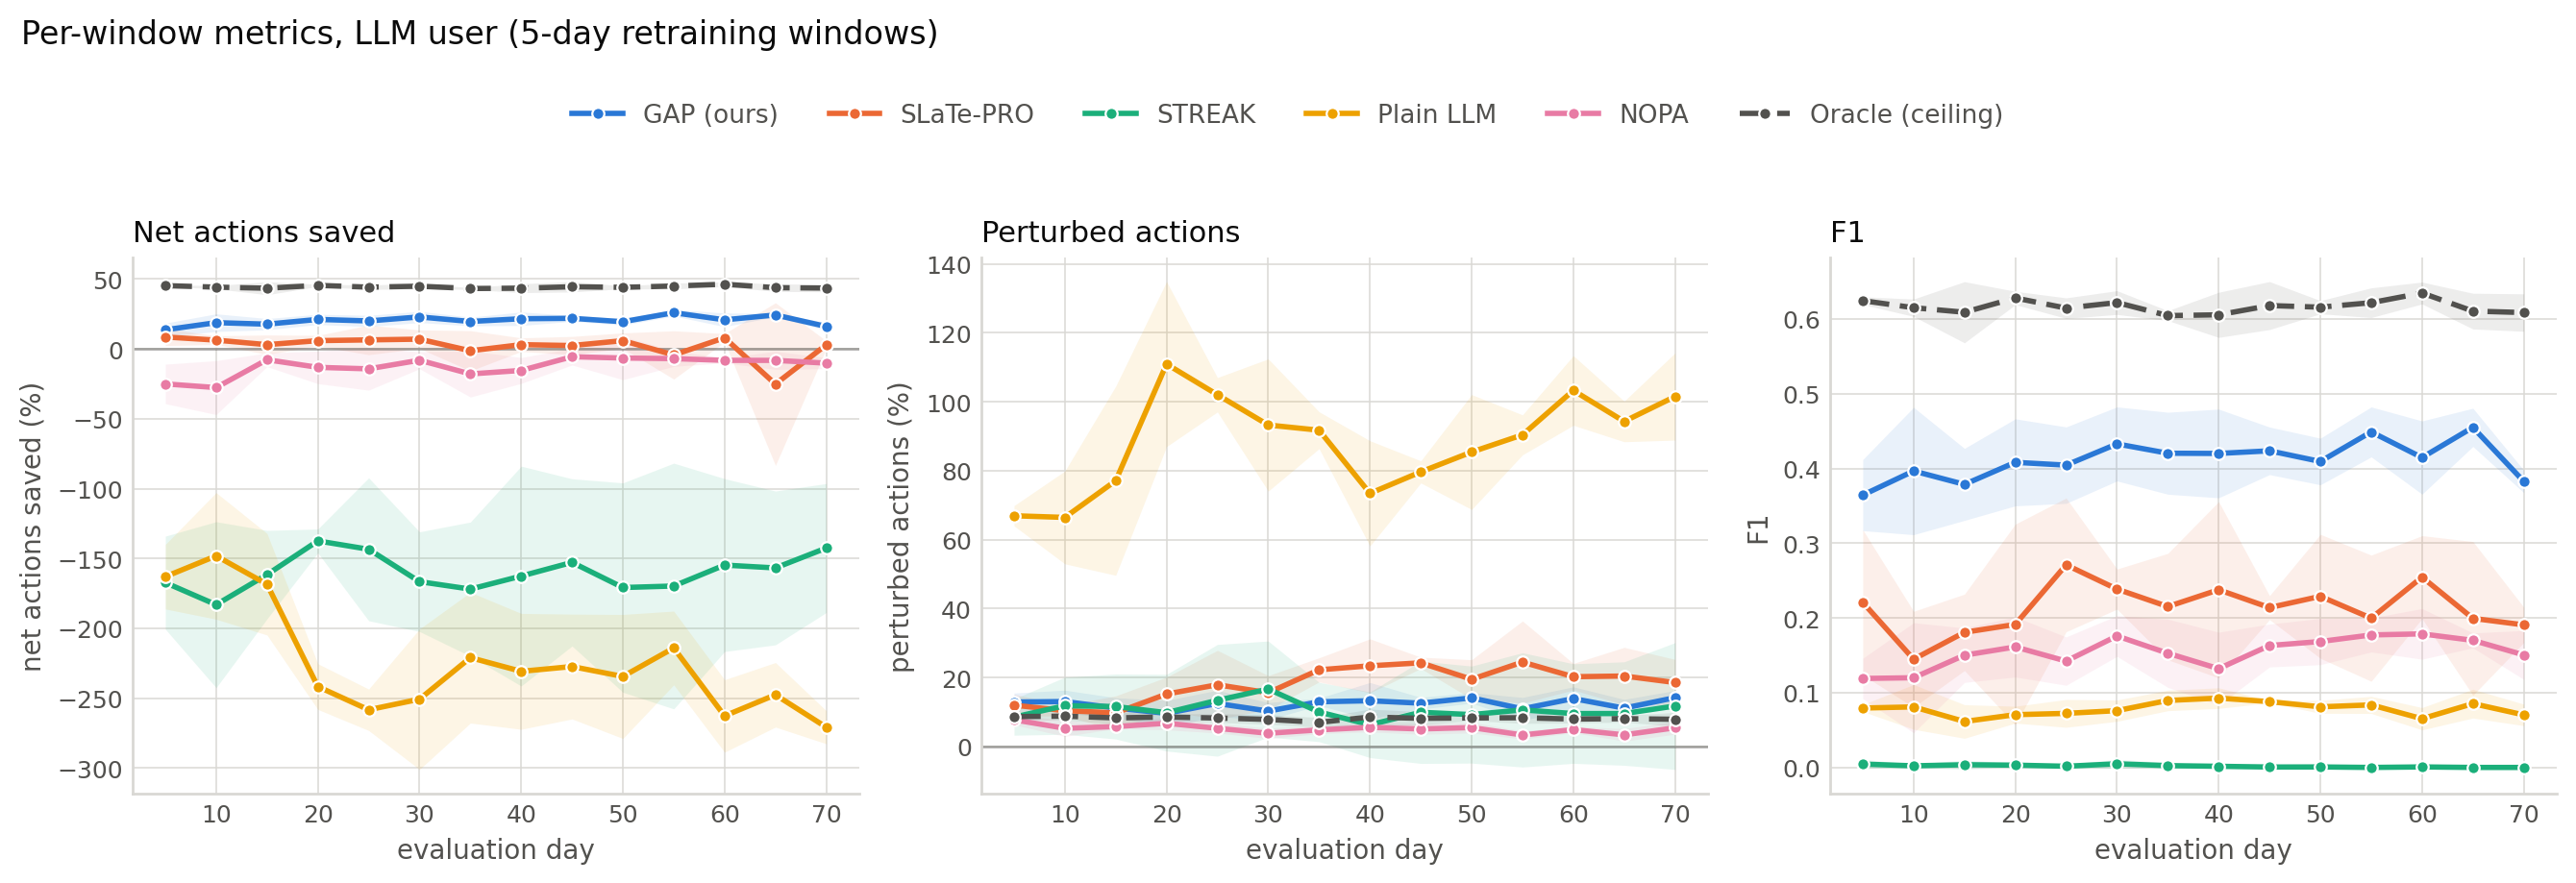 Per-window metrics, LLM user (5-day retraining windows)
GAP (ours) SLaTe-PRO STREAK Plain LLM NOPA Oracle (ceiling)
Net actions saved
net actions saved (%)
50
0
−50
−100
−150
−200
−250
−300
10 20 30 40 50 60 70
evaluation day
Perturbed actions
perturbed actions (%)
140
120
100
80
60
40
20
0
10 20 30 40 50 60 70
evaluation day
F1
F1
0.6
0.5
0.4
0.3
0.2
0.1
0.0
10 20 30 40 50 60 70
evaluation day